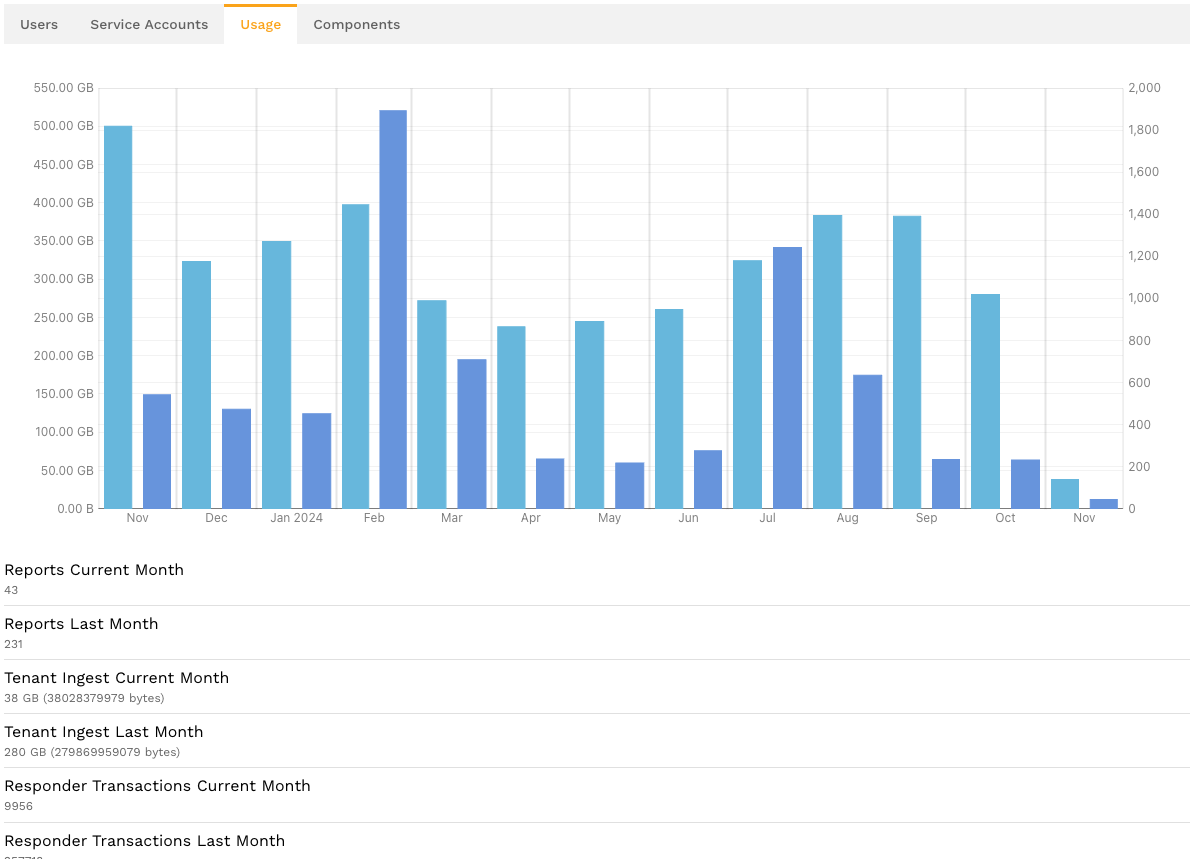 Users Service Accounts Usage Components
550.00 GB 2,000
500.00 GB 1,800
450.00 GB 1,600
400.00 GB 1,400
350.00 GB 1,200
300.00 GB 1,000
250.00 GB 800
200.00 GB 600
150.00 GB 400
100.00 GB 200
50.00 GB
0.00 B 0
Nov Dec Jan 2024 Feb Mar Apr May Jun Jul Aug Sep Oct Nov
Reports Current Month
43
Reports Last Month
231
Tenant Ingest Current Month
38 GB (38028379979 bytes)
Tenant Ingest Last Month
280 GB (279869959079 bytes)
Responder Transactions Current Month
9956
Responder Transactions Last Month